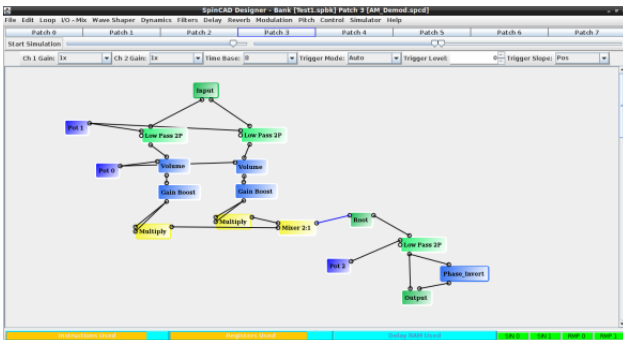 SpinCAD Designer - Bank [Test1.spbk] Patch 3 [AM_Demod.spcd]
File Edit Loop I/O - Mix Wave Shaper Dynamics Filters Delay Reverb Modulation Pitch Control Simulator Help
Patch 0 Patch 1 Patch 2 Patch 3 Patch 4 Patch 5 Patch 6 Patch 7
Start Simulation
Ch 1 Gain: 1x Ch 2 Gain: 1x Time Base: 8 Trigger Mode: Auto Trigger Level: 0 Trigger Slope: Pos
Input
Pot 1
Low Pass 2P Low Pass 2P
Pot 0 Volume Volume
Gain Boost Gain Boost
Multiply Multiply Mixer 2:1 Root
Low Pass 2P
Pot 2 Phase_Invert
Output
Instructions Used Registers Used Delay RAM Used SIN 0 SIN 1 RMP 0 RMP 1